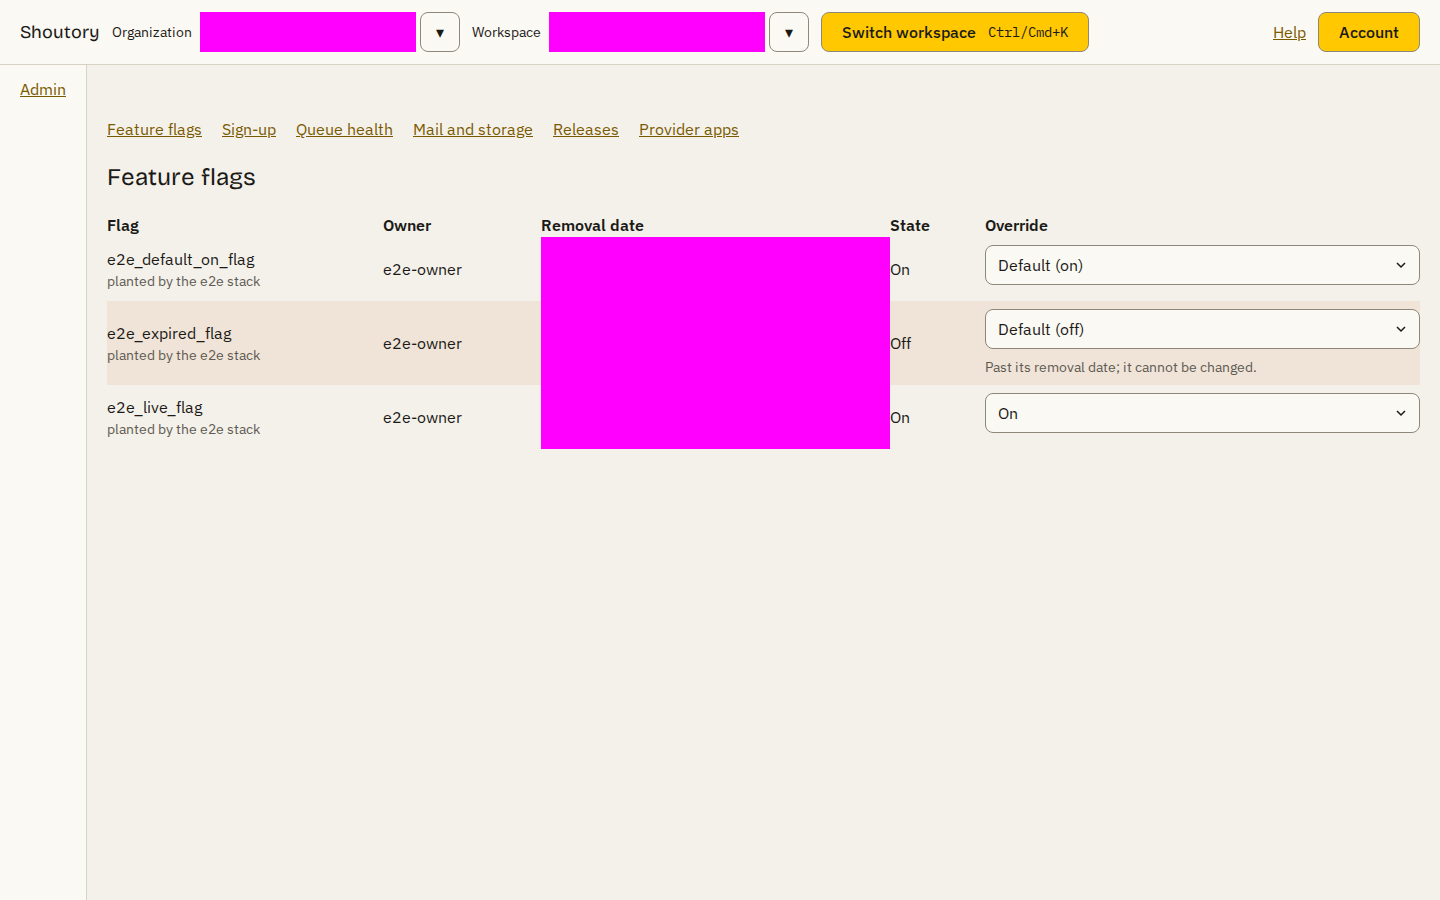 Shoutory Organization ▼ Workspace ▼ Switch workspace Ctrl/Cmd+K Help Account
Admin
Feature flags Sign-up Queue health Mail and storage Releases Provider apps
Feature flags
Flag Owner Removal date State Override
e2e_default_on_flag
planted by the e2e stack
e2e-owner
On
Default (on)
e2e_expired_flag
planted by the e2e stack
e2e-owner
Off
Default (off)
Past its removal date; it cannot be changed.
e2e_live_flag
planted by the e2e stack
e2e-owner
On
On